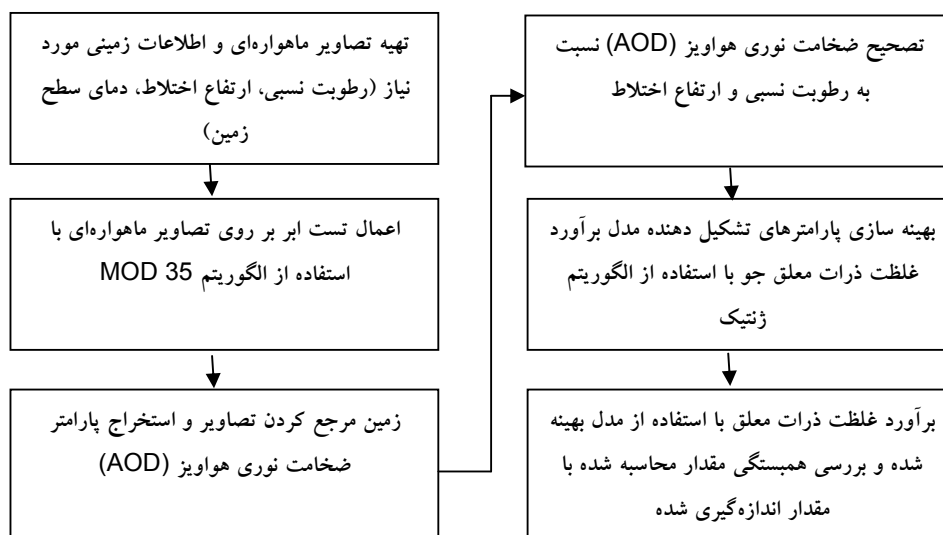 تهیه تصاویر ماهواره‌ای و اطلاعات زمینی مورد
نیاز (رطوبت نسبی، ارتفاع اختلاط، دمای سطح
زمین)
اعمال تست ابر بر روی تصاویر ماهواره‌ای با
استفاده از الگوریتم MOD 35
زمین مرجع کردن تصاویر و استخراج پارامتر
ضخامت نوری هواویز (AOD)
تصحیح ضخامت نوری هواویز (AOD) نسبت
به رطوبت نسبی و ارتفاع اختلاط
بهینه سازی پارامترهای تشکیل دهنده مدل برآورد
غلظت ذرات معلق جو با استفاده از الگوریتم
ژنتیک
برآورد غلظت ذرات معلق با استفاده از مدل بهینه
شده و بررسی همبستگی مقدار محاسبه شده با
مقدار اندازه‌گیری شده